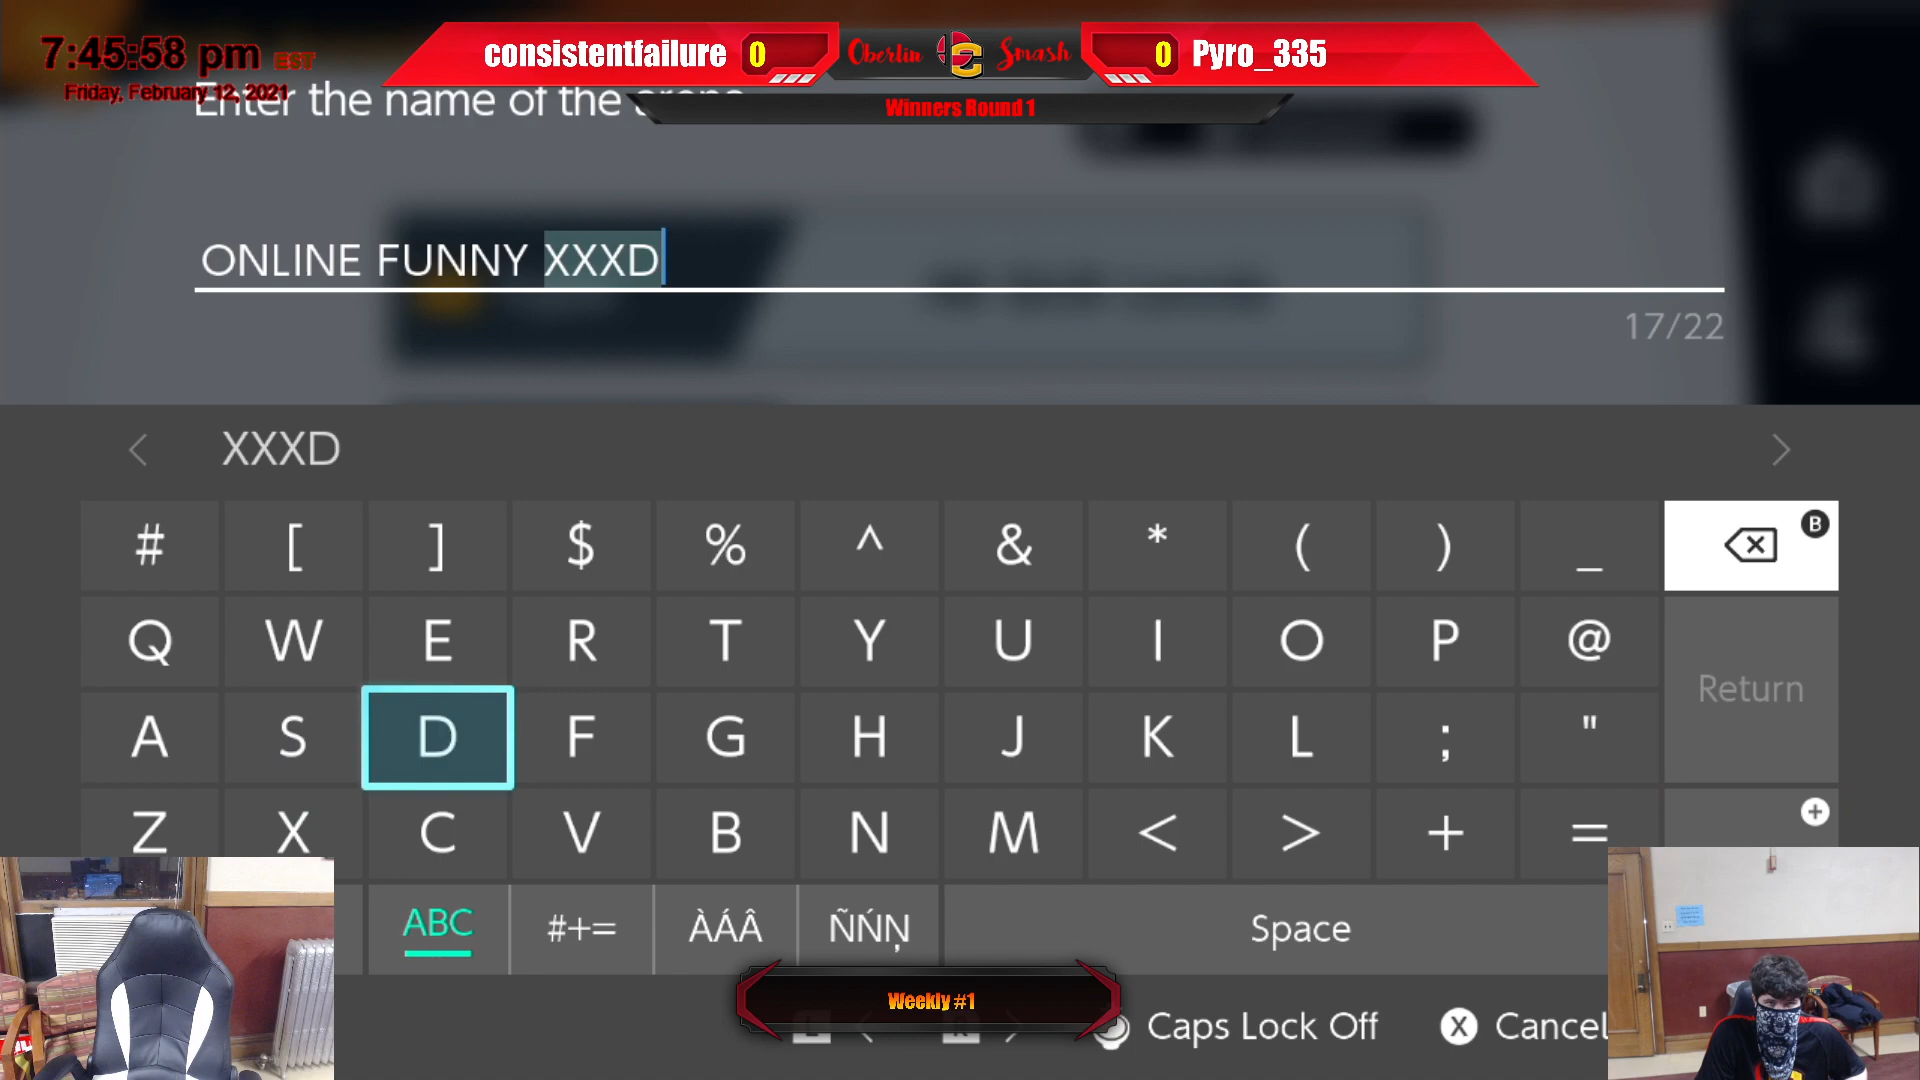 7:45:58 pm EST
Friday, February 12, 2021
consistentfailure 0
Oberlin Smash
0 Pyro_335
Winners Round 1
Enter the name of the
ONLINE FUNNY XXXD
17/22
XXXD
# [ ] $ % ^ & * ( ) _ B
Q W E R T Y U I O P @
Return
A S D F G H J K L ; "
Z X C V B N M < > + =
ABC #+= ÀÁÂ ÑŃŅ Space
Weekly #1
Caps Lock Off
X Cancel